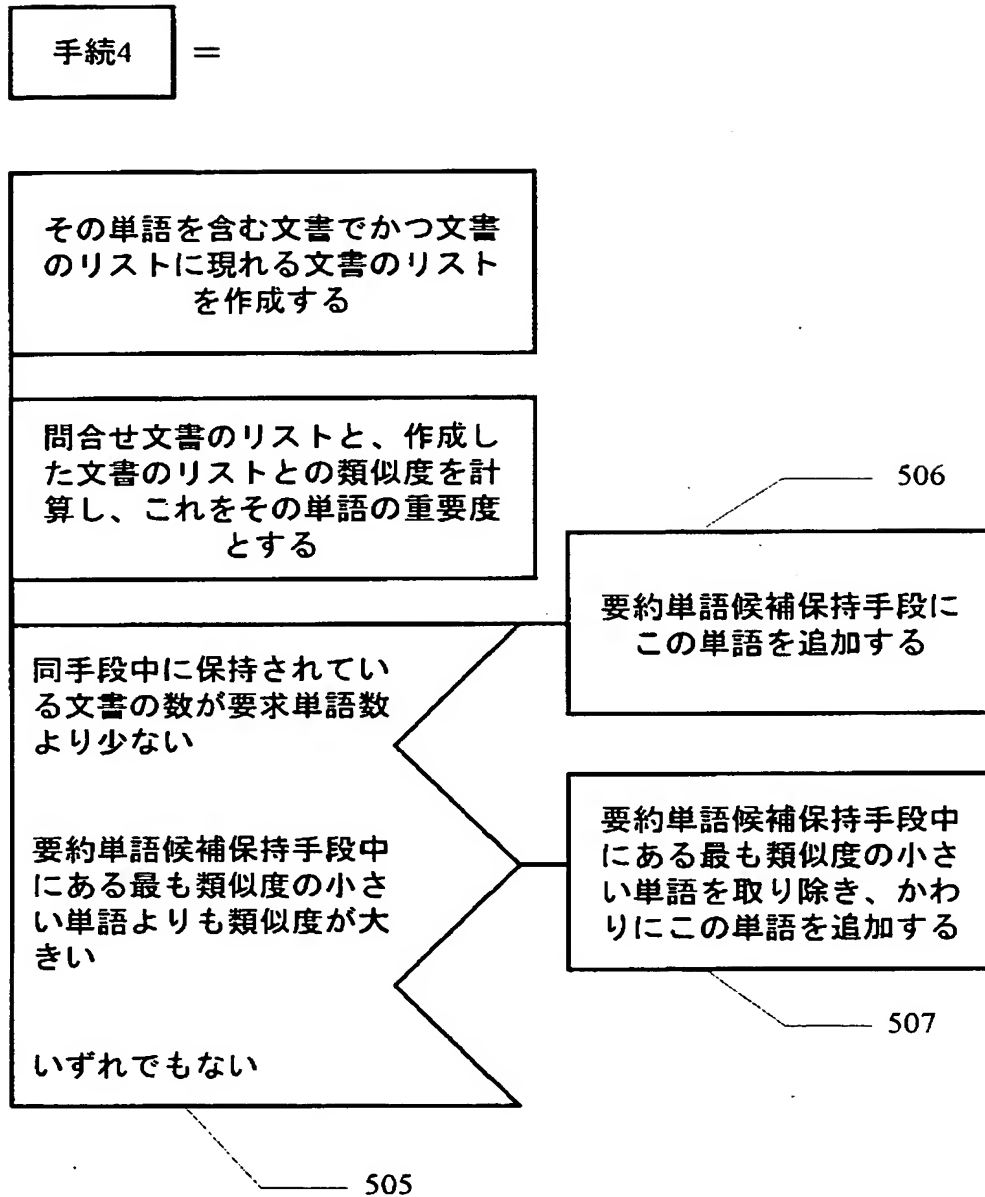 手続4 =
その単語を含む文書でかつ文書
のリストに現れる文書のリスト
を作成する
問合せ文書のリストと、作成し
た文書のリストとの類似度を計
算し、これをその単語の重要度
とする
506
要約単語候補保持手段に
この単語を追加する
同手段中に保持されてい
る文書の数が要求単語数
より少ない
要約単語候補保持手段中
にある最も類似度の小さ
い単語を取り除き、かわ
りにこの単語を追加する
要約単語候補保持手段中
にある最も類似度の小さ
い単語よりも類似度が大
きい
507
いずれでもない
505